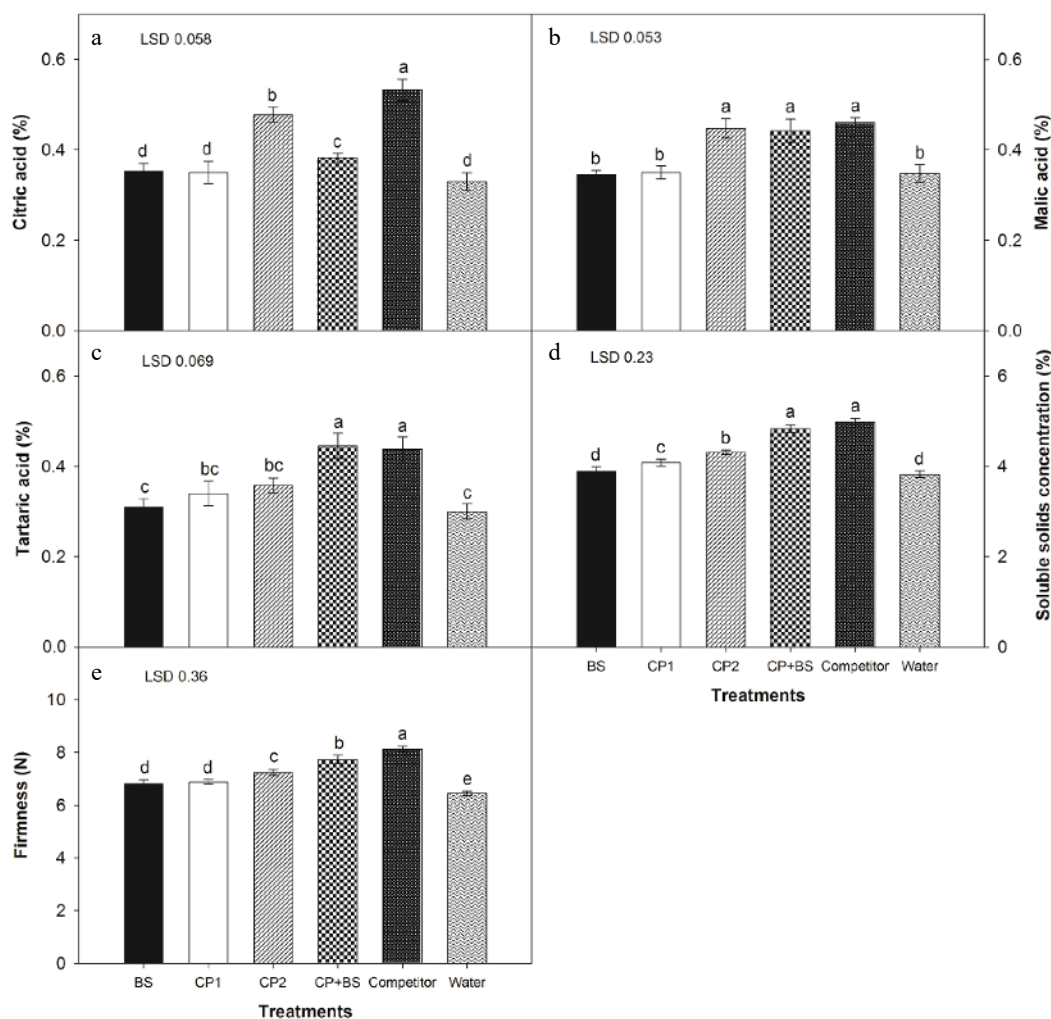 a
LSD 0.058
0.6
0.4
0.2
0.0
Citric acid (%)
d
d
b
c
a
d
b
LSD 0.053
b
b
a
a
a
b
0.6
0.4
0.2
0.0
Malic acid (%)
c
LSD 0.069
0.6
0.4
0.2
0.0
Tartaric acid (%)
c
bc
bc
a
a
c
d
LSD 0.23
d
c
b
a
a
d
6
4
2
0
Soluble solids concentration (%)
BS CP1 CP2 CP+BS Competitor Water
Treatments
e
LSD 0.36
10
8
6
4
2
0
Firmness (N)
d
d
c
b
a
e
BS CP1 CP2 CP+BS Competitor Water
Treatments